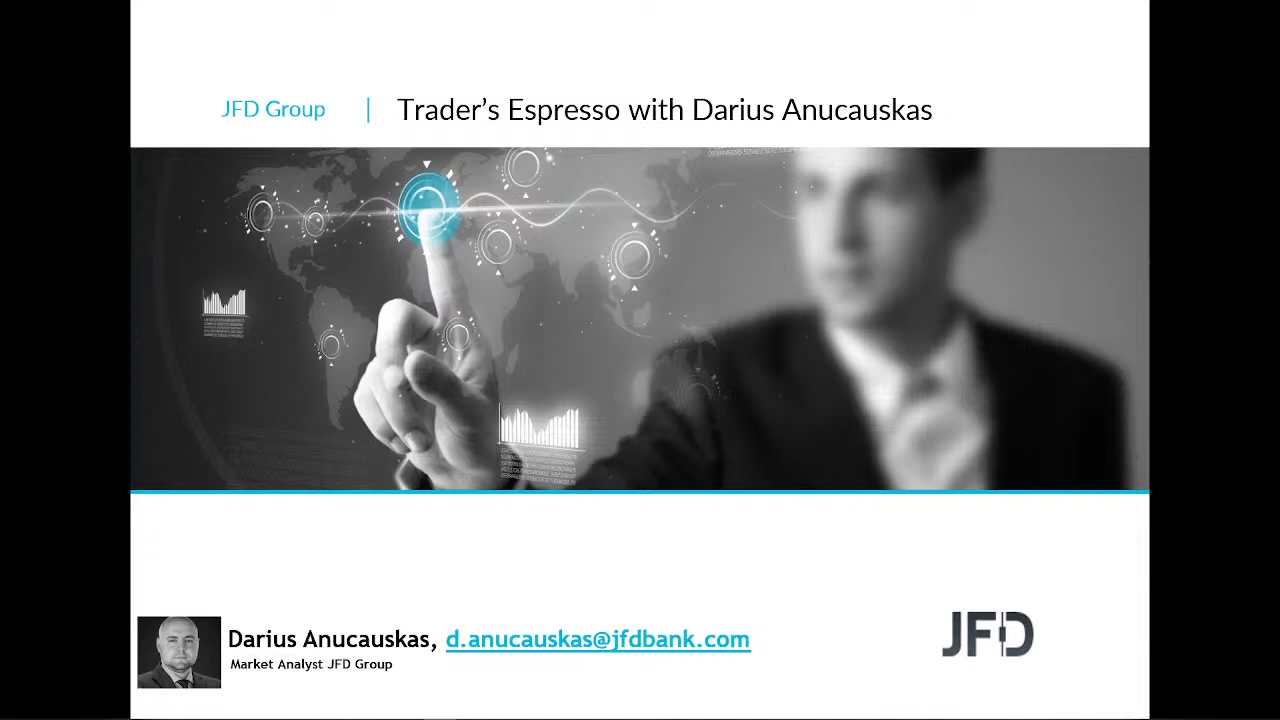 JFD Group | Trader's Espresso with Darius Anucauskas
Darius Anucauskas, d.anucauskas@jfdbank.com
Market Analyst JFD Group
JFD